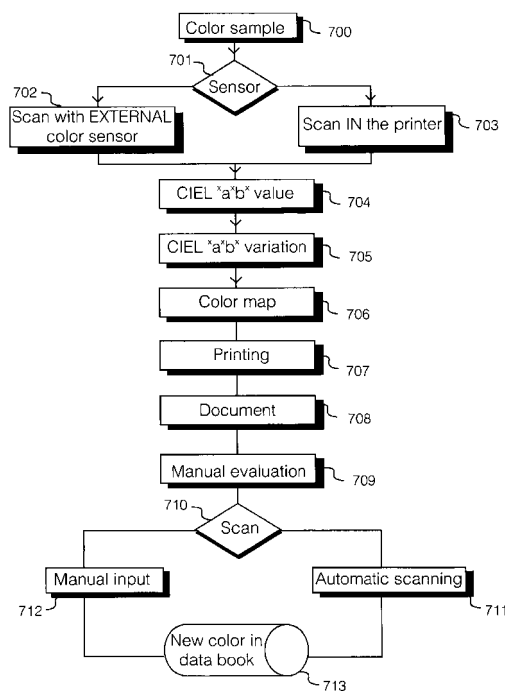 Color sample
700
701
Sensor
702
Scan with EXTERNAL
color sensor
Scan IN the printer
703
CIEL ˣaˣbˣ value
704
CIEL ˣaˣbˣ variation
705
Color map
706
Printing
707
Document
708
Manual evaluation
709
710
Scan
Manual input
712
Automatic scanning
711
New color in
data book
713